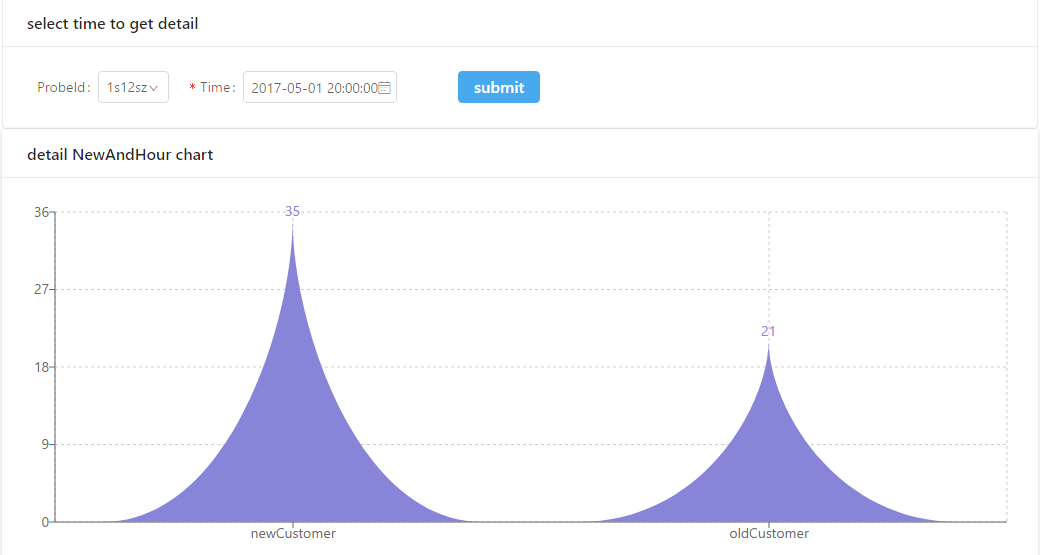 select time to get detail
ProbeId: 1s12sz * Time: 2017-05-01 20:00:00 submit
detail NewAndHour chart
36
35
27
21
18
9
0
newCustomer oldCustomer